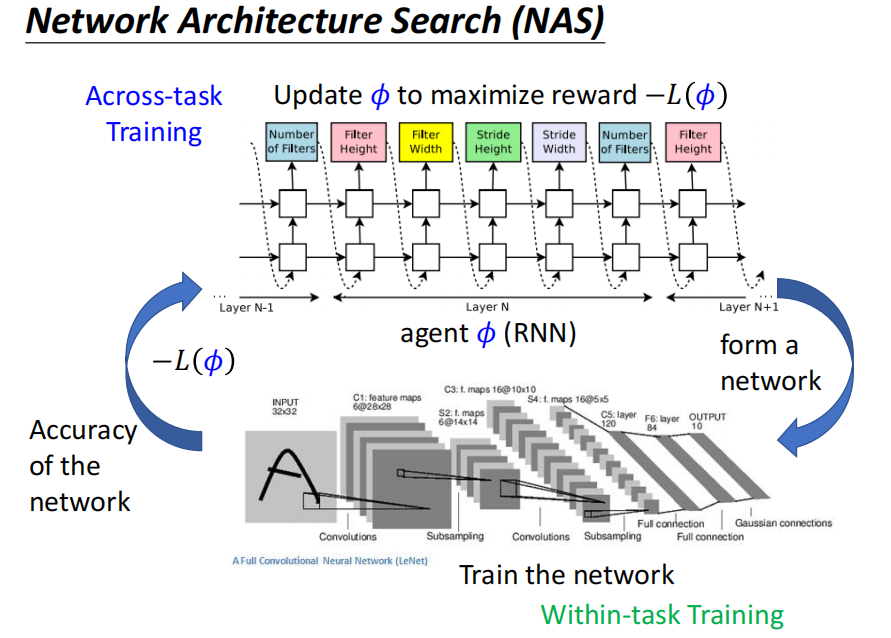 Network Architecture Search (NAS)
Across-task
Training
Update ϕ to maximize reward −L(ϕ)
Number
of Filters
Filter
Height
Filter
Width
Stride
Height
Stride
Width
Number
of Filters
Filter
Height
...
Layer N-1
Layer N
...
Layer N+1
agent ϕ (RNN)
−L(ϕ)
form a
network
Accuracy
of the
network
INPUT
32x32
C1: feature maps
6@28x28
S2: f. maps
6@14x14
C3: f. maps 16@10x10
S4: f. maps 16@5x5
C5: layer
120
F6: layer
84
OUTPUT
10
A
Convolutions
Subsampling
Convolutions
Subsampling
Full connection
Full connection
Gaussian connections
A Full Convolutional Neural Network (LeNet)
Train the network
Within-task Training